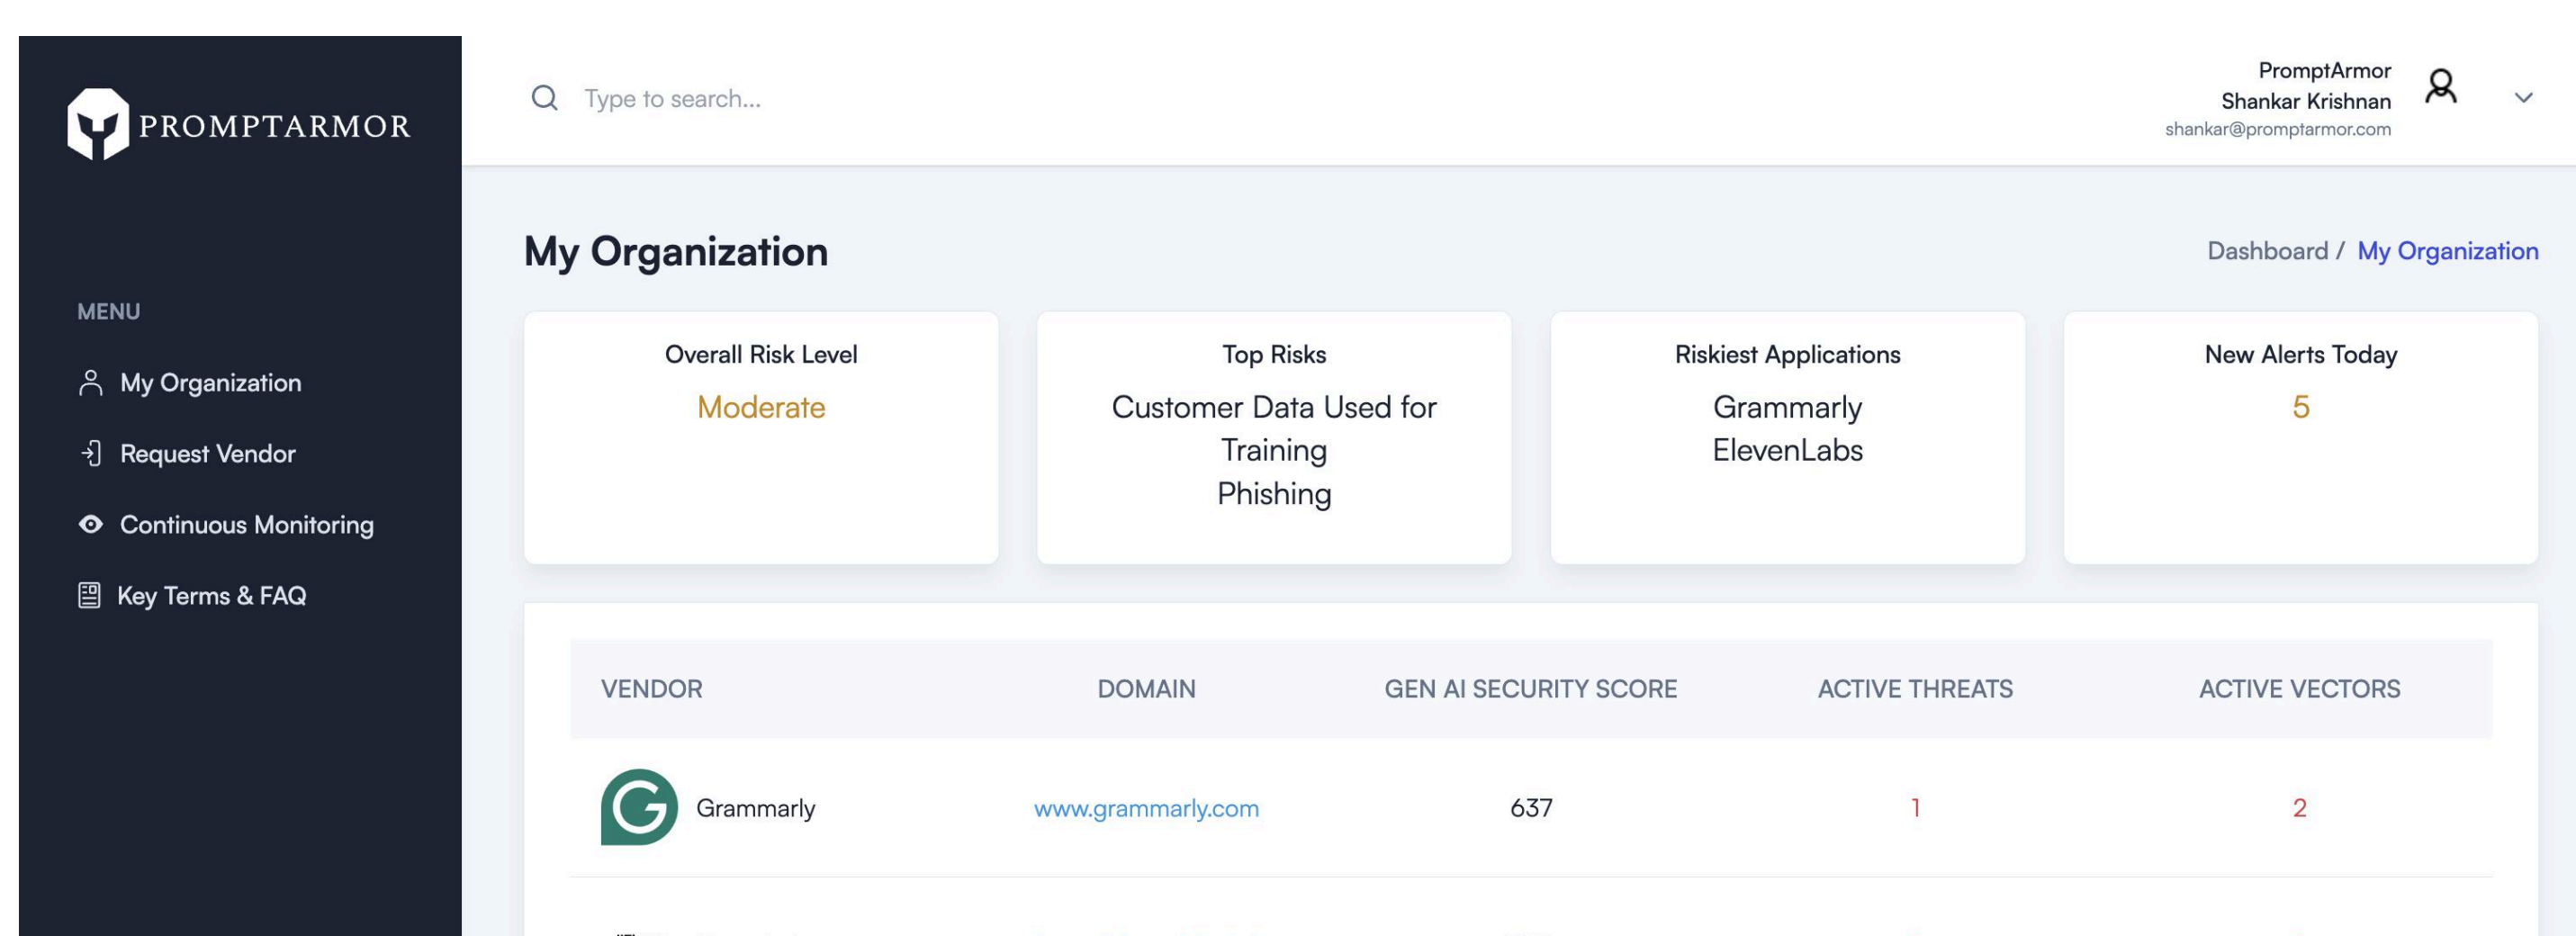 PROMPTARMOR
Type to search...
PromptArmor
Shankar Krishnan
shankar@promptarmor.com
MENU
My Organization
Request Vendor
Continuous Monitoring
Key Terms & FAQ
My Organization
Dashboard / My Organization
Overall Risk Level
Moderate
Top Risks
Customer Data Used for
Training
Phishing
Riskiest Applications
Grammarly
ElevenLabs
New Alerts Today
5
VENDOR DOMAIN GEN AI SECURITY SCORE ACTIVE THREATS ACTIVE VECTORS
Grammarly www.grammarly.com 637 1 2